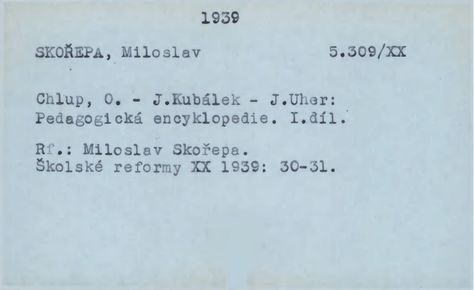 1939
SKOŘEPA, Miloslav 5.309/XX
Chlup, O. - J.Kubálek - J.Uher:
Pedagogická encyklopedie. I.díl.
Rf.: Miloslav Skořepa.
Školské reformy XX 1939: 30-31.